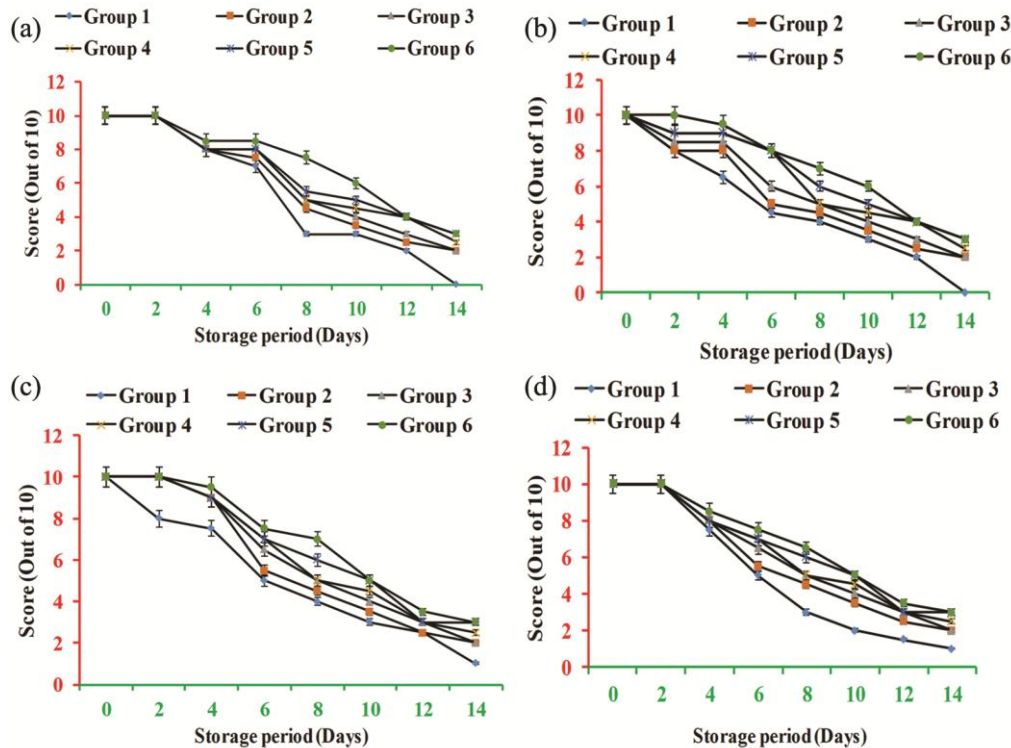 (a)
Group 1 Group 2 Group 3
Group 4 Group 5 Group 6
12
10
8
6
4
2
0
Score (Out of 10)
0 2 4 6 8 10 12 14
Storage period (Days)
(b)
Group 1 Group 2 Group 3
Group 4 Group 5 Group 6
12
10
8
6
4
2
0
Score (Out of 10)
0 2 4 6 8 10 12 14
Storage period (Days)
(c)
Group 1 Group 2 Group 3
Group 4 Group 5 Group 6
12
10
8
6
4
2
0
Score (Out of 10)
0 2 4 6 8 10 12 14
Storage period (Days)
(d)
Group 1 Group 2 Group 3
Group 4 Group 5 Group 6
12
10
8
6
4
2
0
Score (Out of 10)
0 2 4 6 8 10 12 14
Storage period (Days)